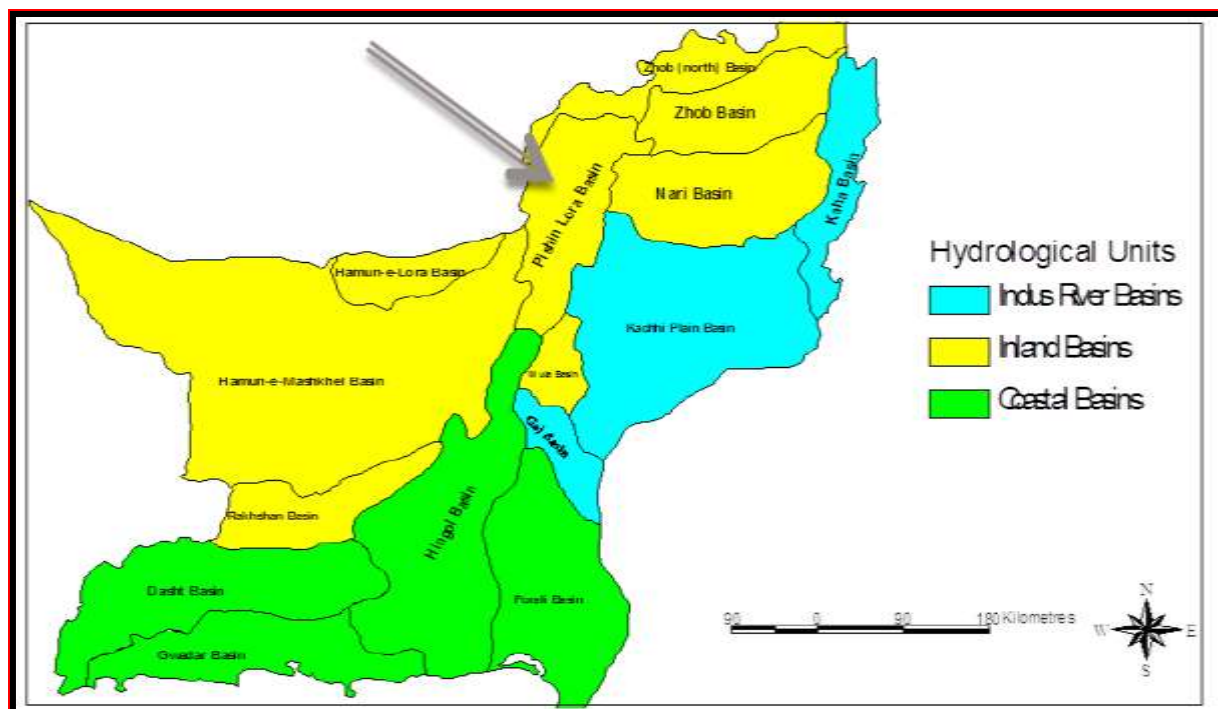 Zhob (north) Basin
Zhob Basin
Nari Basin
Kaha Basin
Pishin Lora Basin
Hamun-e-Lora Basin
Hydrological Units
Indus River Basins
Inland Basins
Coastal Basins
Kachhi Plain Basin
Hamun-e-Mashkhel Basin
Mula Basin
Gaj Basin
Rakhshan Basin
Hingol Basin
Dasht Basin
Porali Basin
Gwadar Basin
90 0 90 180 Kilometres
N
W E
S